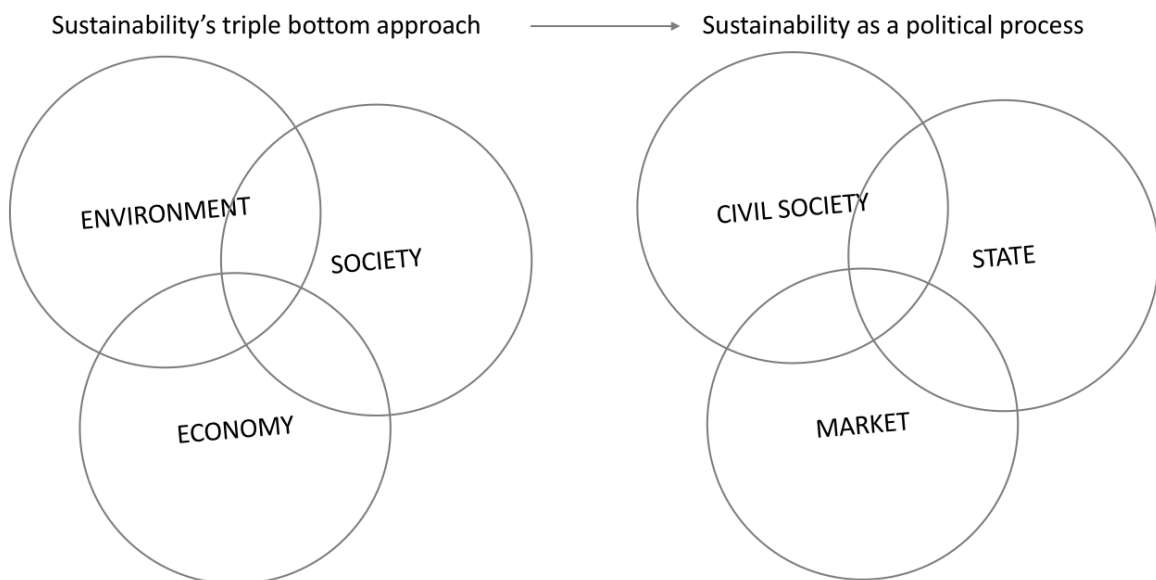 Sustainability’s triple bottom approach
Sustainability as a political process
ENVIRONMENT
SOCIETY
ECONOMY
CIVIL SOCIETY
STATE
MARKET